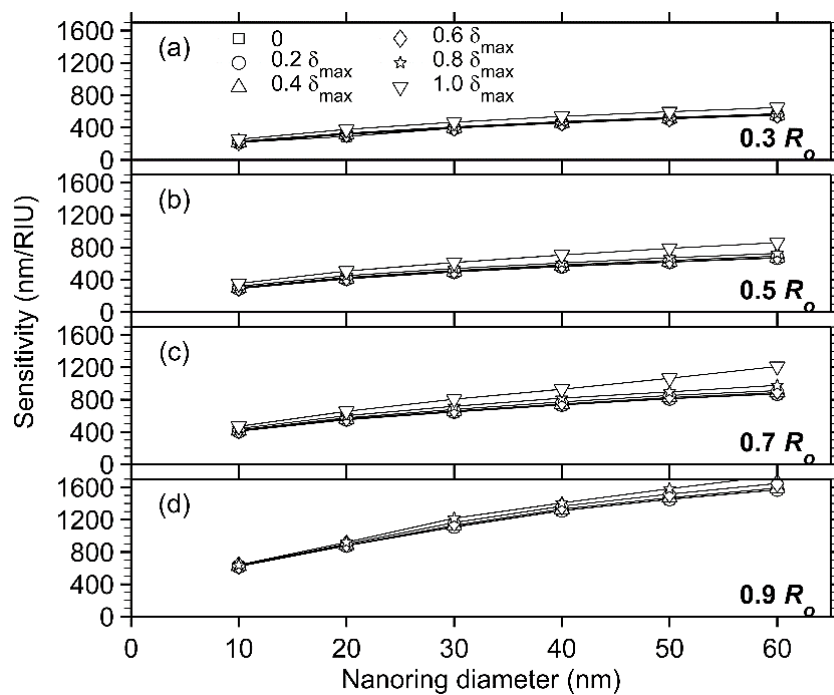 (a)
0
0.2 δmax
0.4 δmax
0.6 δmax
0.8 δmax
1.0 δmax
1600
1200
800
400
0
0.3 Ro
(b)
1600
1200
800
400
0
0.5 Ro
(c)
1600
1200
800
400
0
0.7 Ro
(d)
1600
1200
800
400
0
0.9 Ro
Sensitivity (nm/RIU)
0 10 20 30 40 50 60
Nanoring diameter (nm)